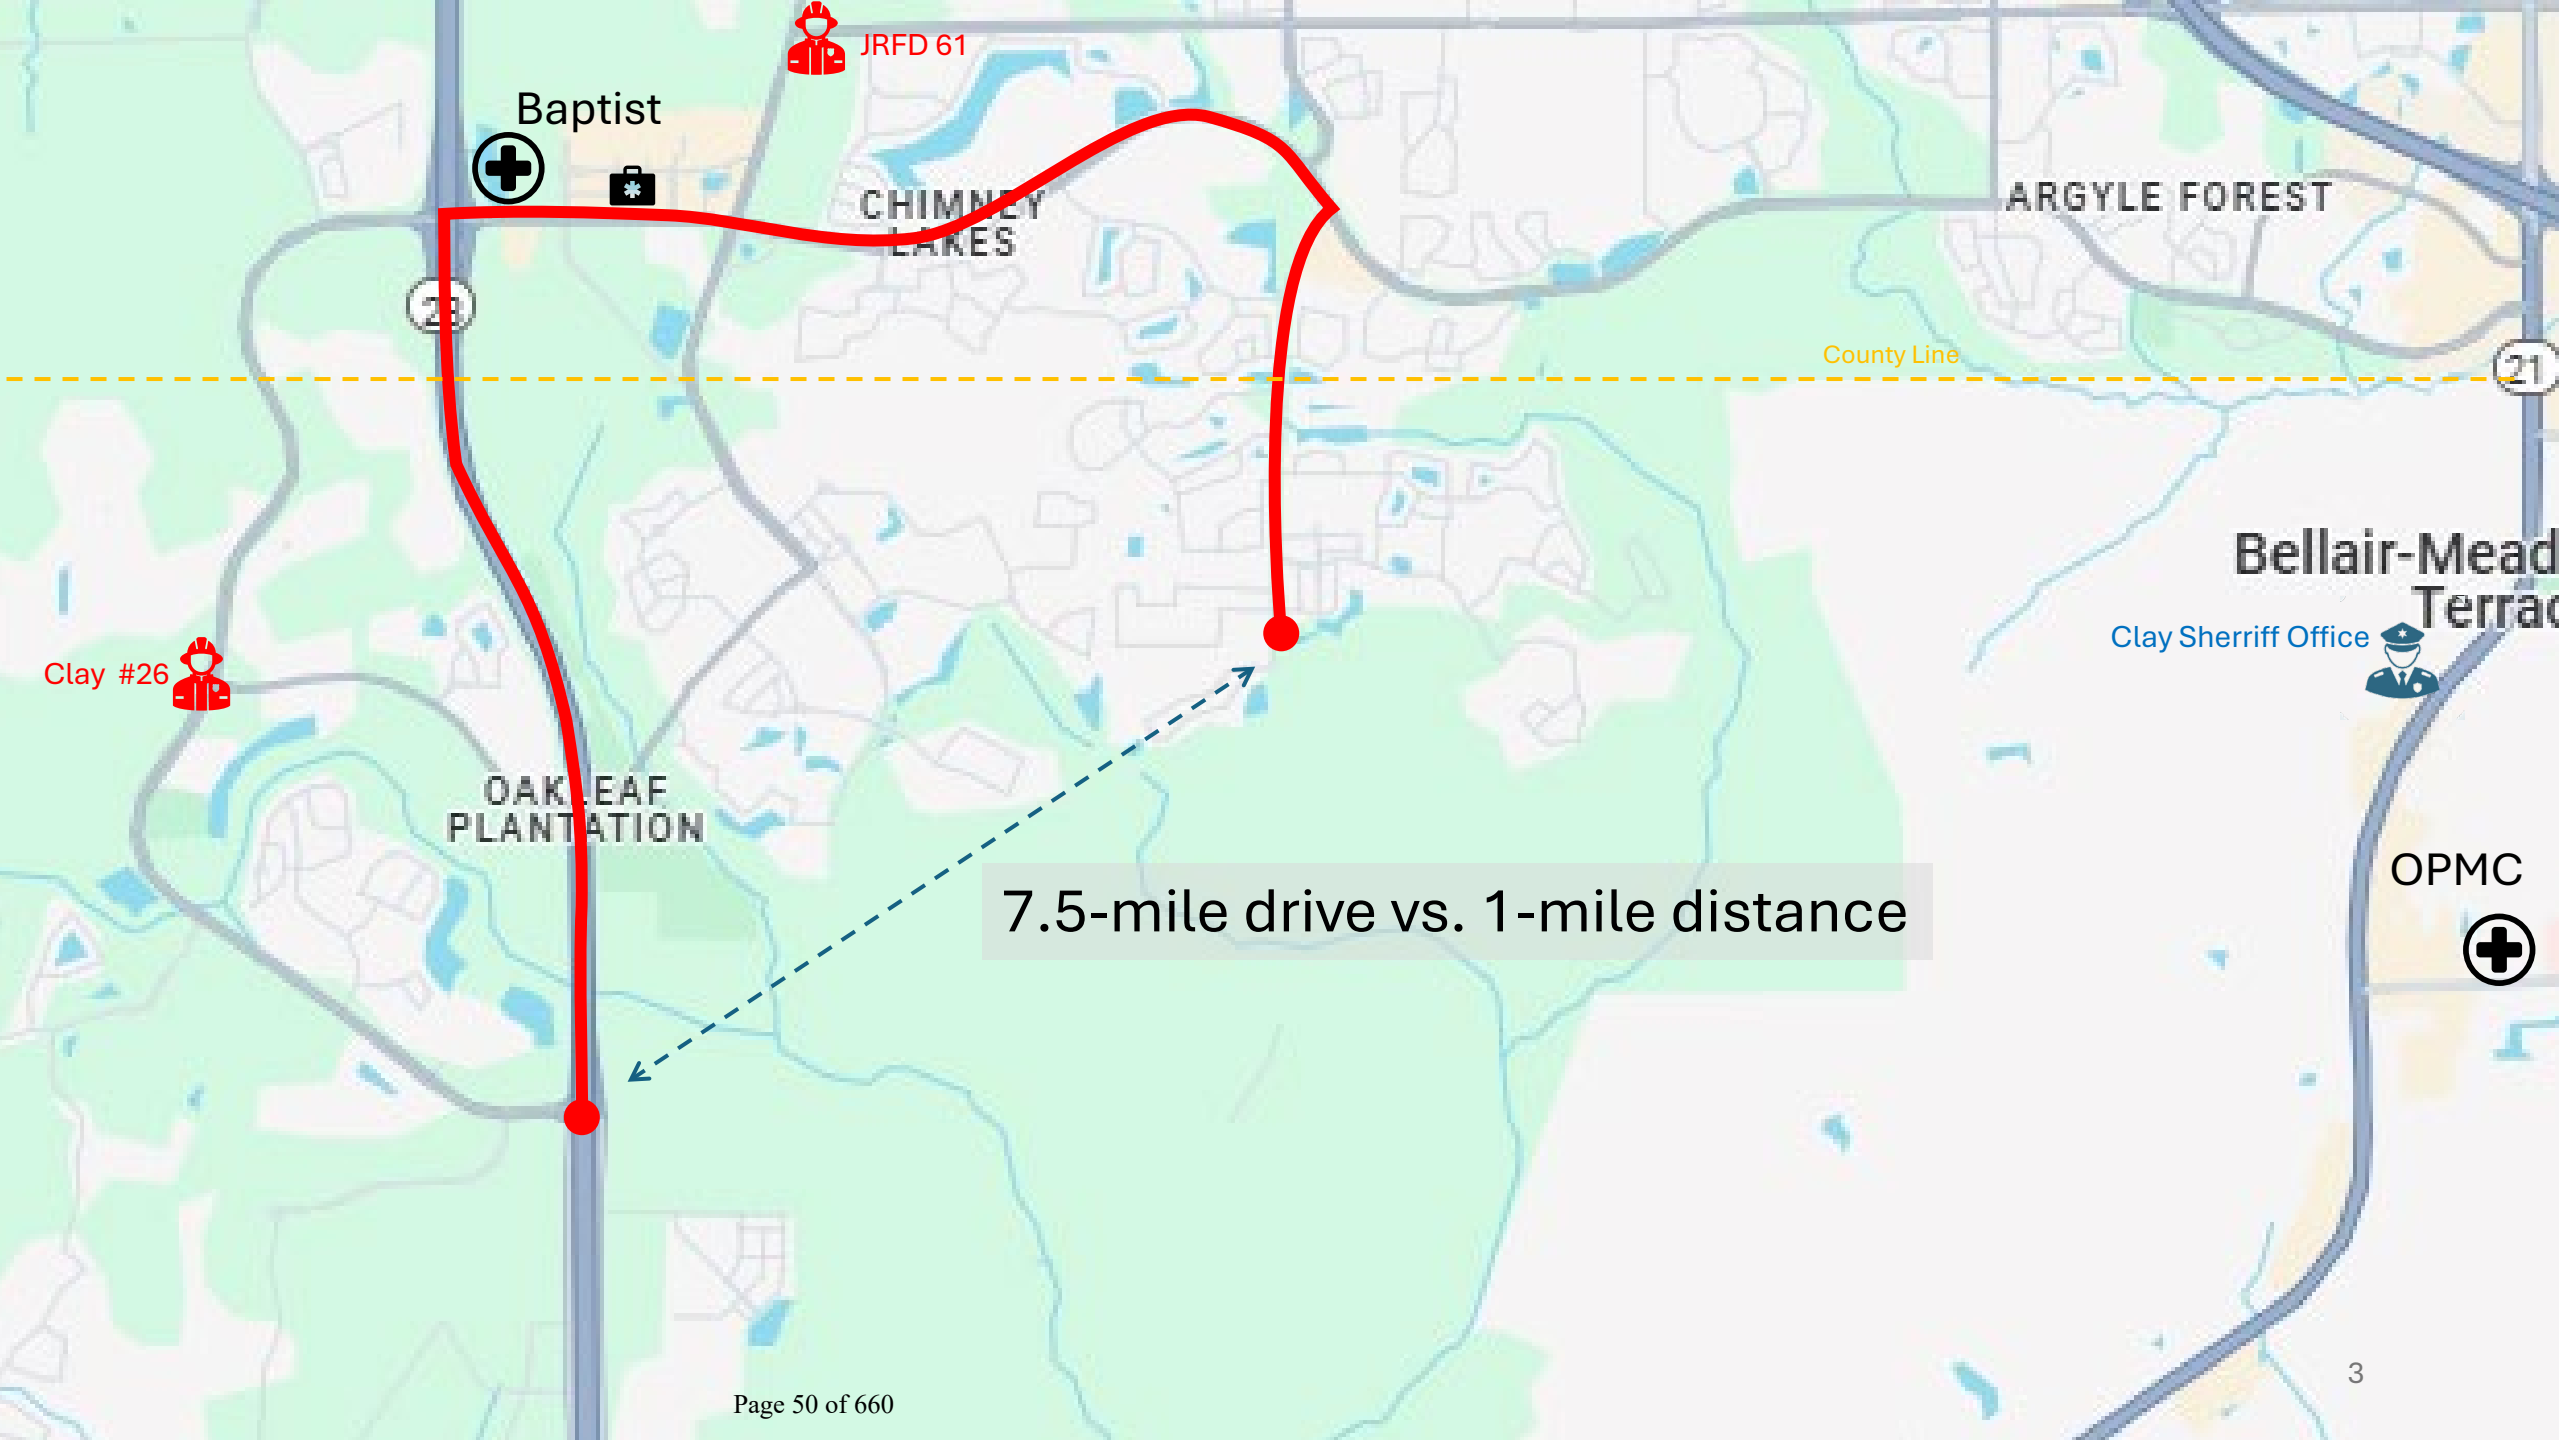 JRFD 61
Baptist
CHIMNEY
LAKES
ARGYLE FOREST
23
County Line
21
Bellair-Mead
Terrac
Clay Sherriff Office
Clay  #26
OAKLEAF
PLANTATION
OPMC
7.5-mile drive vs. 1-mile distance
3
Page 50 of 660